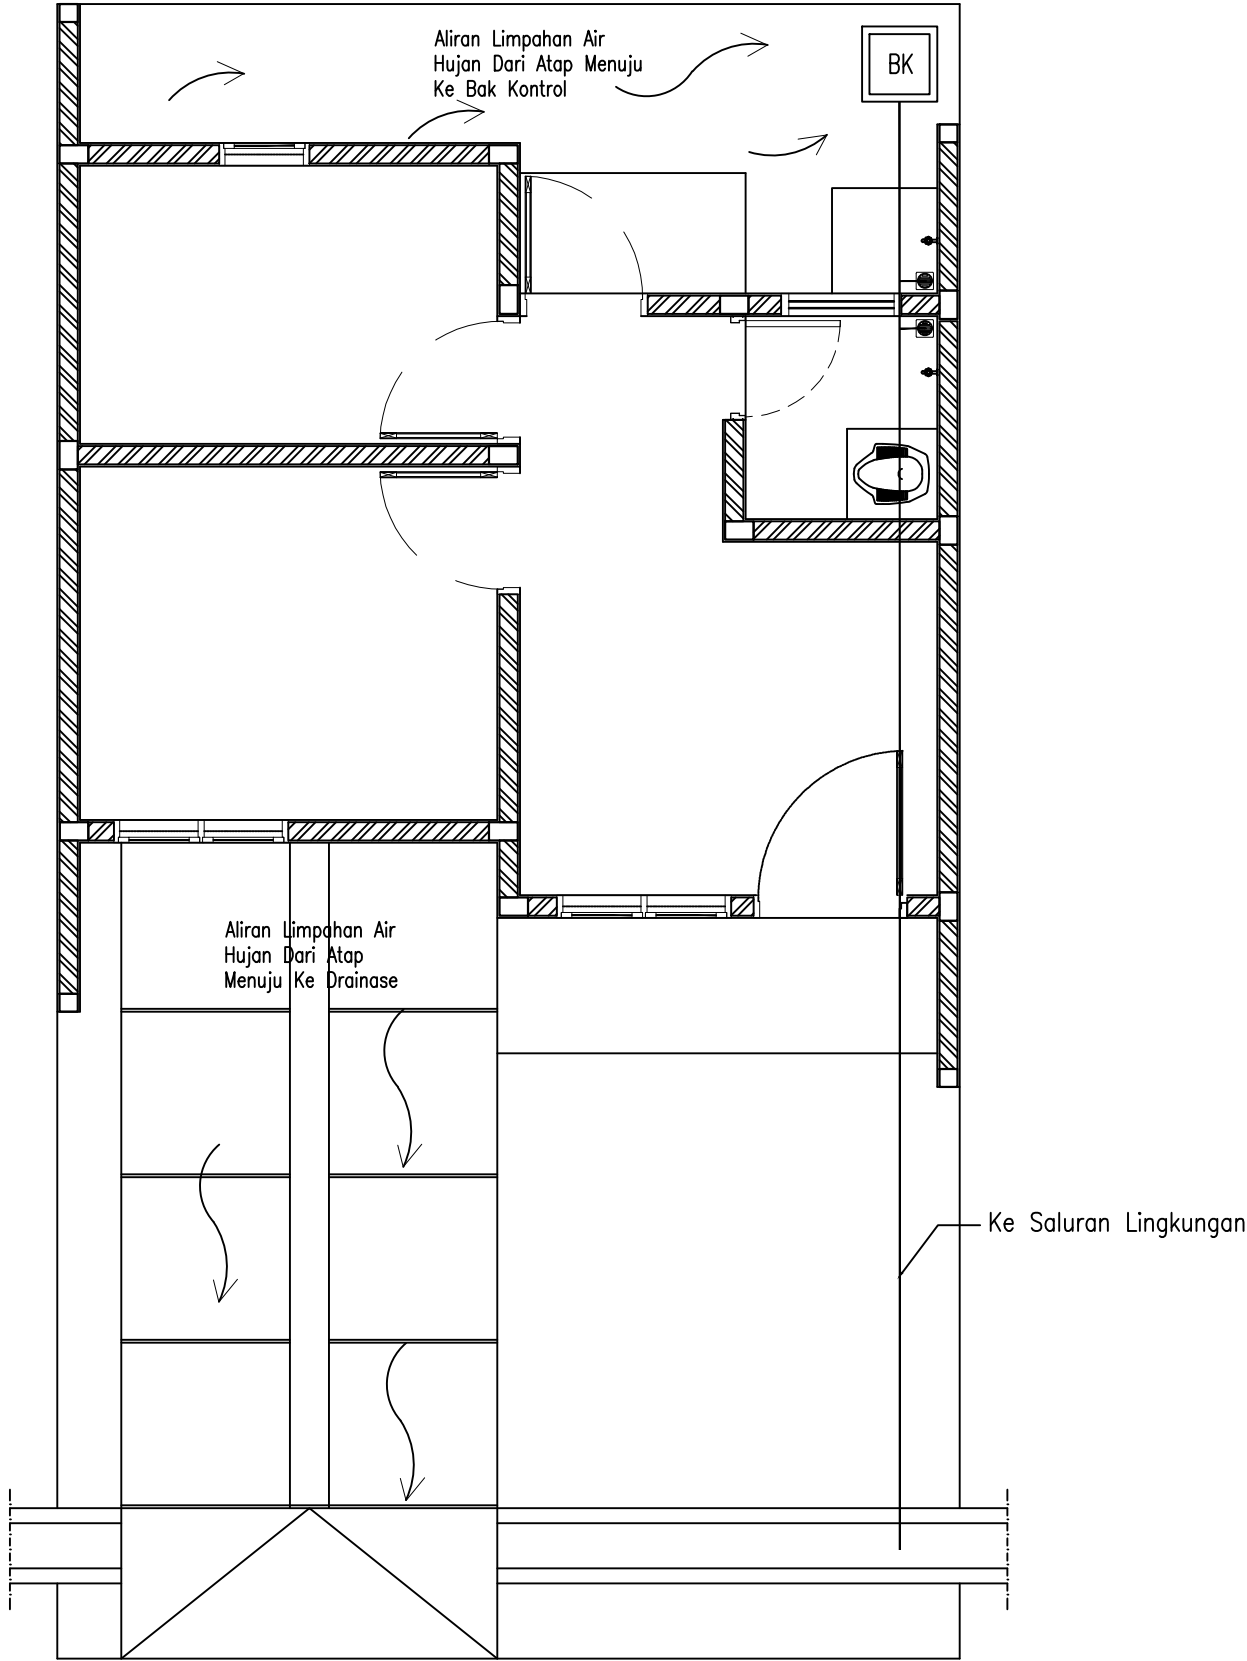 Aliran Limpahan Air
Hujan Dari Atap Menuju
Ke Bak Kontrol
BK
Aliran Limpahan Air
Hujan Dari Atap
Menuju Ke Drainase
Ke Saluran Lingkungan